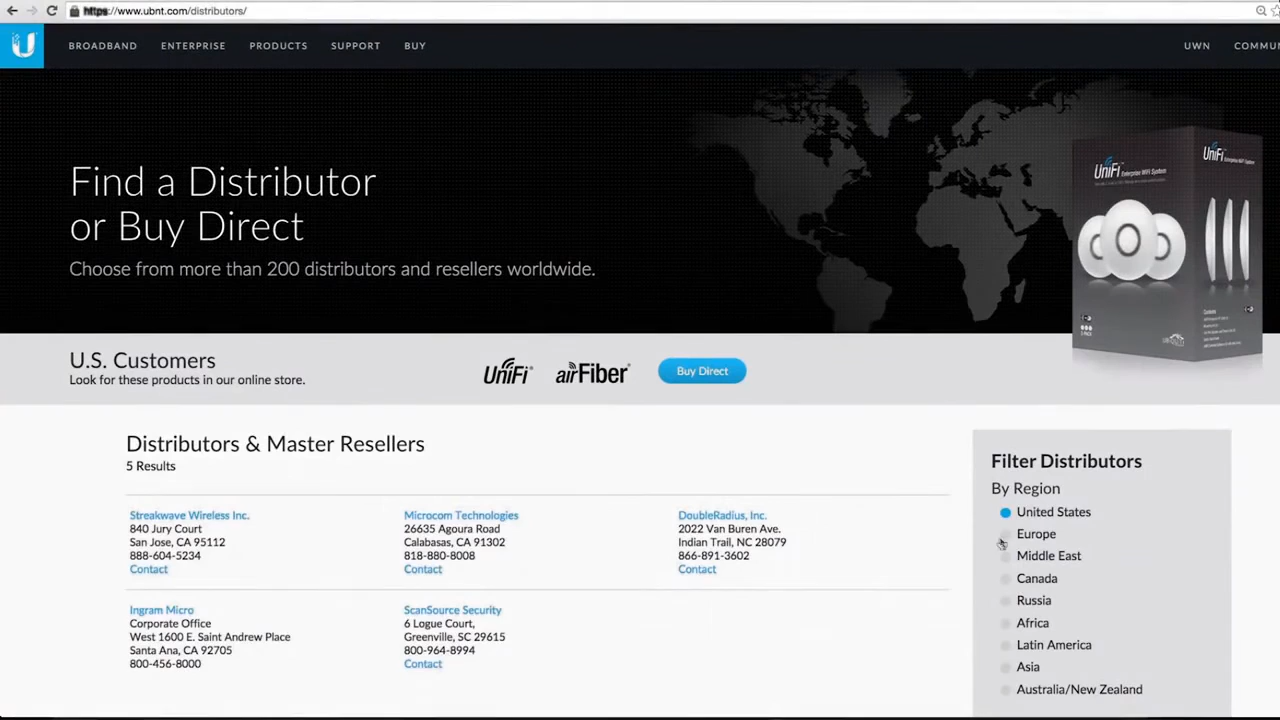 https://www.ubnt.com/distributors/
BROADBAND ENTERPRISE PRODUCTS SUPPORT BUY UWN COMMUN
Find a Distributor
or Buy Direct
Choose from more than 200 distributors and resellers worldwide.
UniFi Enterprise WiFi System
UniFi
U.S. Customers
Look for these products in our online store.
UniFi airFiber Buy Direct
Distributors & Master Resellers
5 Results
Streakwave Wireless Inc.
840 Jury Court
San Jose, CA 95112
888-604-5234
Contact
Microcom Technologies
26635 Agoura Road
Calabasas, CA 91302
818-880-8008
Contact
DoubleRadius, Inc.
2022 Van Buren Ave.
Indian Trail, NC 28079
866-891-3602
Contact
Ingram Micro
Corporate Office
West 1600 E. Saint Andrew Place
Santa Ana, CA 92705
800-456-8000
ScanSource Security
6 Logue Court,
Greenville, SC 29615
800-964-8994
Contact
Filter Distributors
By Region
United States
Europe
Middle East
Canada
Russia
Africa
Latin America
Asia
Australia/New Zealand